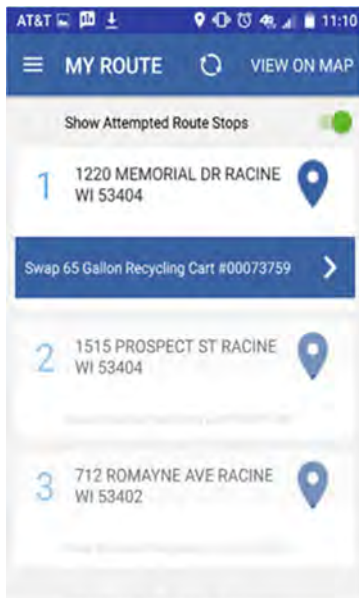 AT&T 11:10
MY ROUTE VIEW ON MAP
Show Attempted Route Stops
1 1220 MEMORIAL DR RACINE
WI 53404
Swap 65 Gallon Recycling Cart #00073759
2 1515 PROSPECT ST RACINE
WI 53404
3 712 ROMAYNE AVE RACINE
WI 53402